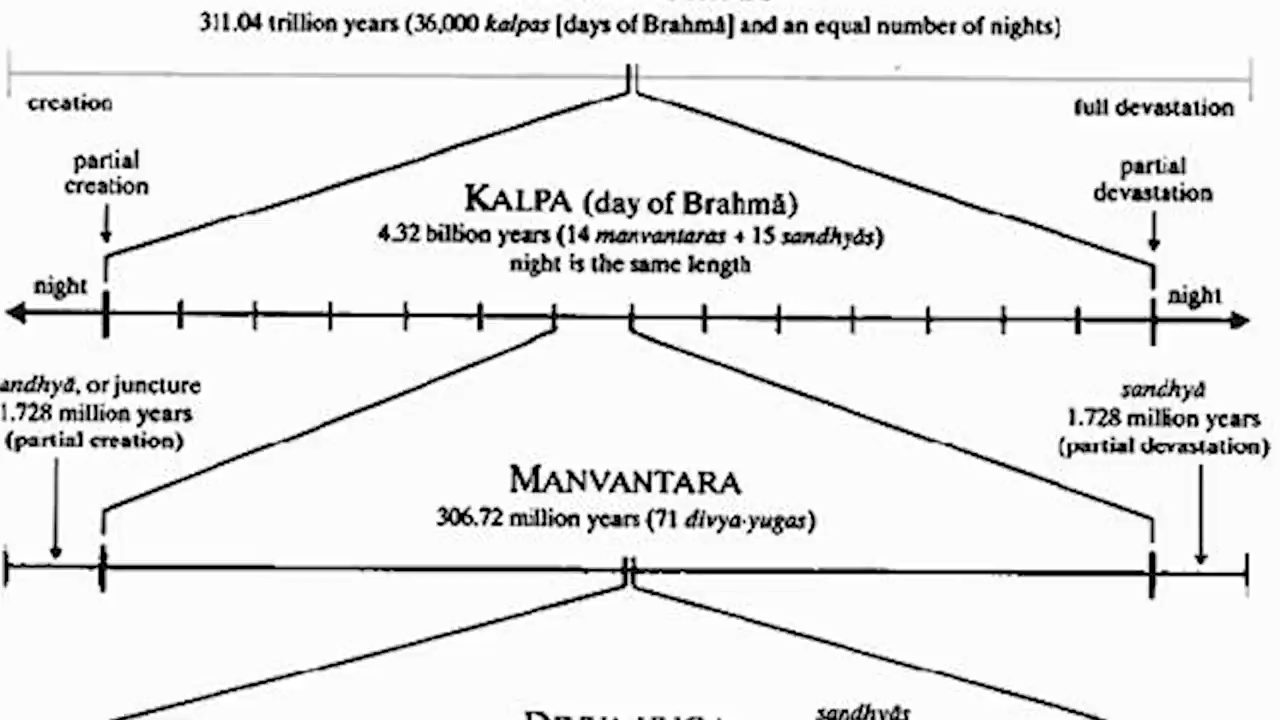 311.04 trillion years (36,000 kalpas [days of Brahmā] and an equal number of nights)
creation
full devastation
partial
creation
partial
devastation
KALPA (day of Brahmā)
4.32 billion years (14 manvantaras + 15 sandhyās)
night is the same length
night
night
andhyā, or juncture
1.728 million years
(partial creation)
sandhyā
1.728 million years
(partial devastation)
MANVANTARA
306.72 million years (71 divya-yugas)
sandhyās